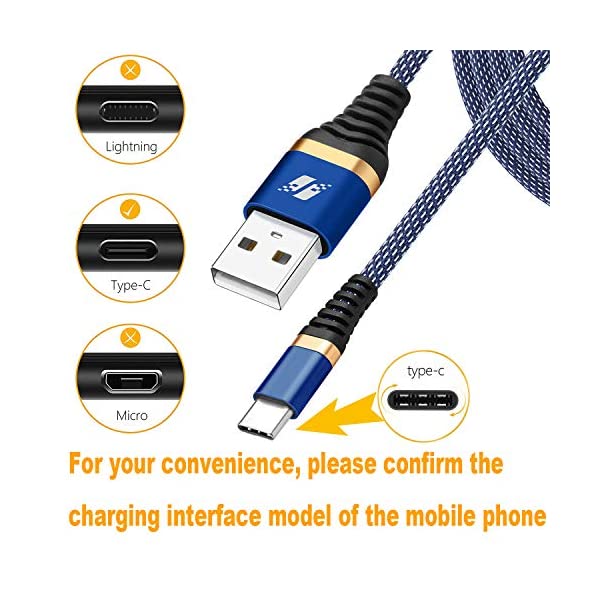 Lightning
Type-C
Micro
type-c
For your convenience, please confirm the
charging interface model of the mobile phone